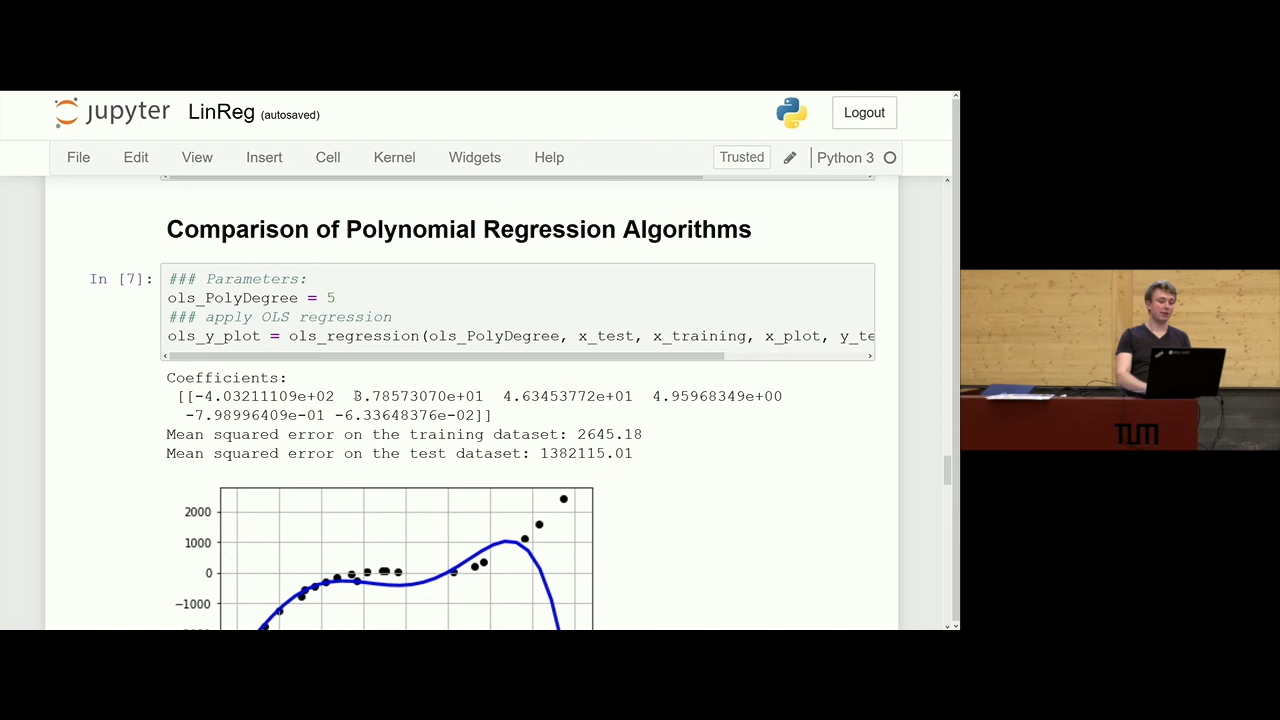 jupyter LinReg (autosaved) Logout
File Edit View Insert Cell Kernel Widgets Help Trusted Python 3
Comparison of Polynomial Regression Algorithms
In [7]: ### Parameters:
ols_PolyDegree = 5
### apply OLS regression
ols_y_plot = ols_regression(ols_PolyDegree, x_test, x_training, x_plot, y_te
Coefficients:
[[-4.03211109e+02 3.78573070e+01 4.63453772e+01 4.95968349e+00
-7.98996409e-01 -6.33648376e-02]]
Mean squared error on the training dataset: 2645.18
Mean squared error on the test dataset: 1382115.01
2000
1000
0
−1000
TUM